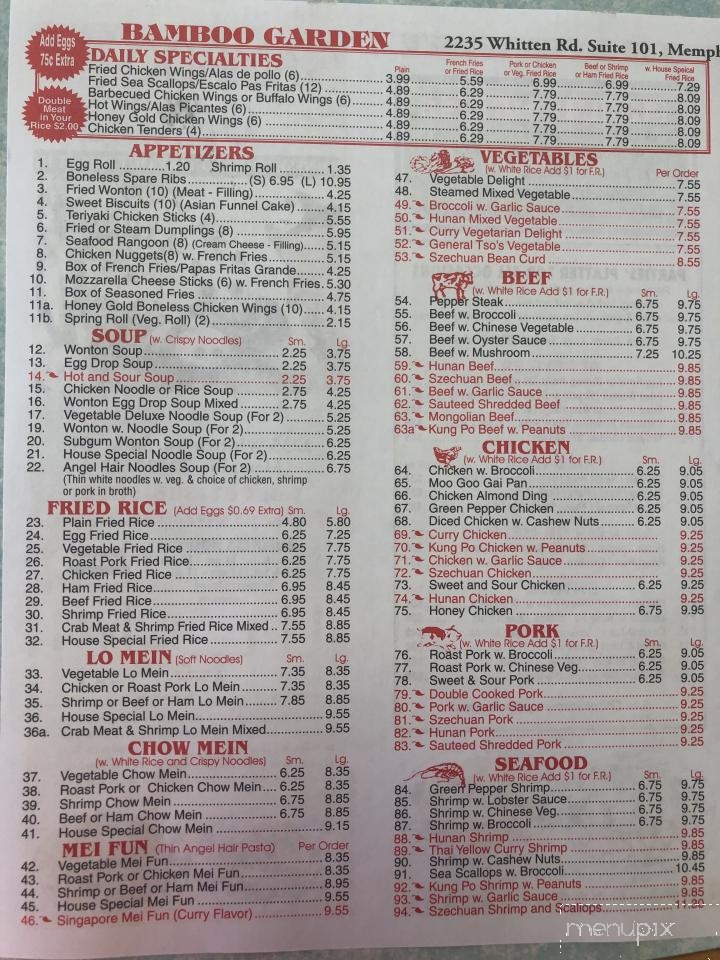 BAMBOO GARDEN
2235 Whitten Rd. Suite 101, Memph
Add Eggs
75c Extra
Double
Meat
in Your
Rice $2.00
DAILY SPECIALTIES
Plain
French Fries
or Fried Rice
Pork or Chicken
or Veg. Fried Rice
Beef or Shrimp
or Ham Fried Rice
w. House Speical
Fried Rice
Fried Chicken Wings/Alas de pollo (6) 3.99 5.59 6.99 6.99 7.29
Fried Sea Scallops/Escalo Pas Fritas (12) 4.89 6.29 7.79 7.79 8.09
Barbecued Chicken Wings or Buffalo Wings (6) 4.89 6.29 7.79 7.79 8.09
Hot Wings/Alas Picantes (6) 4.89 6.29 7.79 7.79 8.09
Honey Gold Chicken Wings (6) 4.89 6.29 7.79 7.79 8.09
Chicken Tenders (4) 4.89 6.29 7.79 7.79 8.09
APPETIZERS
1. Egg Roll 1.20 Shrimp Roll 1.35
2. Boneless Spare Ribs (S) 6.95 (L) 10.95
3. Fried Wonton (10) (Meat - Filling) 4.25
4. Sweet Biscuits (10) (Asian Funnel Cake) 4.15
5. Teriyaki Chicken Sticks (4) 5.55
6. Fried or Steam Dumplings (8) 5.95
7. Seafood Rangoon (8) (Cream Cheese - Filling) 5.15
8. Chicken Nuggets(8) w. French Fries 5.15
9. Box of French Fries/Papas Fritas Grande 4.25
10. Mozzarella Cheese Sticks (6) w. French Fries 5.30
11. Box of Seasoned Fries 4.75
11a. Honey Gold Boneless Chicken Wings (10) 4.15
11b. Spring Roll (Veg. Roll) (2) 2.15
SOUP (w. Crispy Noodles) Sm. Lg.
12. Wonton Soup 2.25 3.75
13. Egg Drop Soup 2.25 3.75
14. Hot and Sour Soup 2.25 3.75
15. Chicken Noodle or Rice Soup 2.75 4.25
16. Wonton Egg Drop Soup Mixed 2.75 4.25
17. Vegetable Deluxe Noodle Soup (For 2) 5.25
19. Wonton w. Noodle Soup (For 2) 5.25
20. Subgum Wonton Soup (For 2) 6.25
21. House Special Noodle Soup (For 2) 6.25
22. Angel Hair Noodles Soup (For 2) 6.75
(Thin white noodles w. veg. & choice of chicken, shrimp
or pork in broth)
FRIED RICE (Add Eggs $0.69 Extra) Sm. Lg.
23. Plain Fried Rice 4.80 5.80
24. Egg Fried Rice 6.25 7.25
25. Vegetable Fried Rice 6.25 7.75
26. Roast Pork Fried Rice 6.25 7.75
27. Chicken Fried Rice 6.25 7.75
28. Ham Fried Rice 6.95 8.45
29. Beef Fried Rice 6.95 8.45
30. Shrimp Fried Rice 6.95 8.45
31. Crab Meat & Shrimp Fried Rice Mixed 7.55 8.85
32. House Special Fried Rice 7.55 8.85
LO MEIN (Soft Noodles) Sm. Lg.
33. Vegetable Lo Mein 7.35 8.35
34. Chicken or Roast Pork Lo Mein 7.35 8.35
35. Shrimp or Beef or Ham Lo Mein 7.85 8.85
36. House Special Lo Mein 9.55
36a. Crab Meat & Shrimp Lo Mein Mixed 9.55
CHOW MEIN
(w. White Rice and Crispy Noodles) Sm. Lg.
37. Vegetable Chow Mein 6.25 8.35
38. Roast Pork or Chicken Chow Mein 6.25 8.35
39. Shrimp Chow Mein 6.75 8.85
40. Beef or Ham Chow Mein 6.75 8.85
41. House Special Chow Mein 9.15
MEI FUN (Thin Angel Hair Pasta) Per Order
42. Vegetable Mei Fun 8.35
43. Roast Pork or Chicken Mei Fun 8.35
44. Shrimp or Beef or Ham Mei Fun 8.95
45. House Special Mei Fun 9.55
46. Singapore Mei Fun (Curry Flavor) 9.55
VEGETABLES
(w. White Rice Add $1 for F.R.) Per Order
47. Vegetable Delight 7.55
48. Steamed Mixed Vegetable 7.55
49. Broccoli w. Garlic Sauce 7.55
50. Hunan Mixed Vegetable 7.55
51. Curry Vegetarian Delight 7.55
52. General Tso's Vegetable 7.55
53. Szechuan Bean Curd 8.55
BEEF
(w. White Rice Add $1 for F.R.) Sm. Lg.
54. Pepper Steak 6.75 9.75
55. Beef w. Broccoli 6.75 9.75
56. Beef w. Chinese Vegetable 6.75 9.75
57. Beef w. Oyster Sauce 6.75 9.75
58. Beef w. Mushroom 7.25 10.25
59. Hunan Beef 9.85
60. Szechuan Beef 9.85
61. Beef w. Garlic Sauce 9.85
62. Sauteed Shredded Beef 9.85
63. Mongolian Beef 9.85
63a Kung Po Beef w. Peanuts 9.85
CHICKEN
(w. White Rice Add $1 for F.R.) Sm. Lg.
64. Chicken w. Broccoli 6.25 9.05
65. Moo Goo Gai Pan 6.25 9.05
66. Chicken Almond Ding 6.25 9.05
67. Green Pepper Chicken 6.25 9.05
68. Diced Chicken w. Cashew Nuts 6.25 9.05
69. Curry Chicken 9.25
70. Kung Po Chicken w. Peanuts 9.25
71. Chicken w. Garlic Sauce 9.25
72. Szechuan Chicken 9.25
73. Sweet and Sour Chicken 6.25 9.25
74. Hunan Chicken 9.25
75. Honey Chicken 6.75 9.95
PORK
(w. White Rice Add $1 for F.R.) Sm. Lg.
76. Roast Pork w. Broccoli 6.25 9.05
77. Roast Pork w. Chinese Veg. 6.25 9.05
78. Sweet & Sour Pork 6.25 9.05
79. Double Cooked Pork 9.25
80. Pork w. Garlic Sauce 9.25
81. Szechuan Pork 9.25
82. Hunan Pork 9.25
83. Sauteed Shredded Pork 9.25
SEAFOOD
(w. White Rice Add $1 for F.R.) Sm. Lg.
84. Green Pepper Shrimp 6.75 9.75
85. Shrimp w. Lobster Sauce 6.75 9.75
86. Shrimp w. Chinese Veg. 6.75 9.75
87. Shrimp w. Broccoli 6.75 9.75
88. Hunan Shrimp 9.85
89. Thai Yellow Curry Shrimp 9.85
90. Shrimp w. Cashew Nuts 9.85
91. Sea Scallops w. Broccoli 10.45
92. Kung Po Shrimp w. Peanuts 9.85
93. Shrimp w. Garlic Sauce 9.85
94. Szechuan Shrimp and Scallops 11.20
menupix